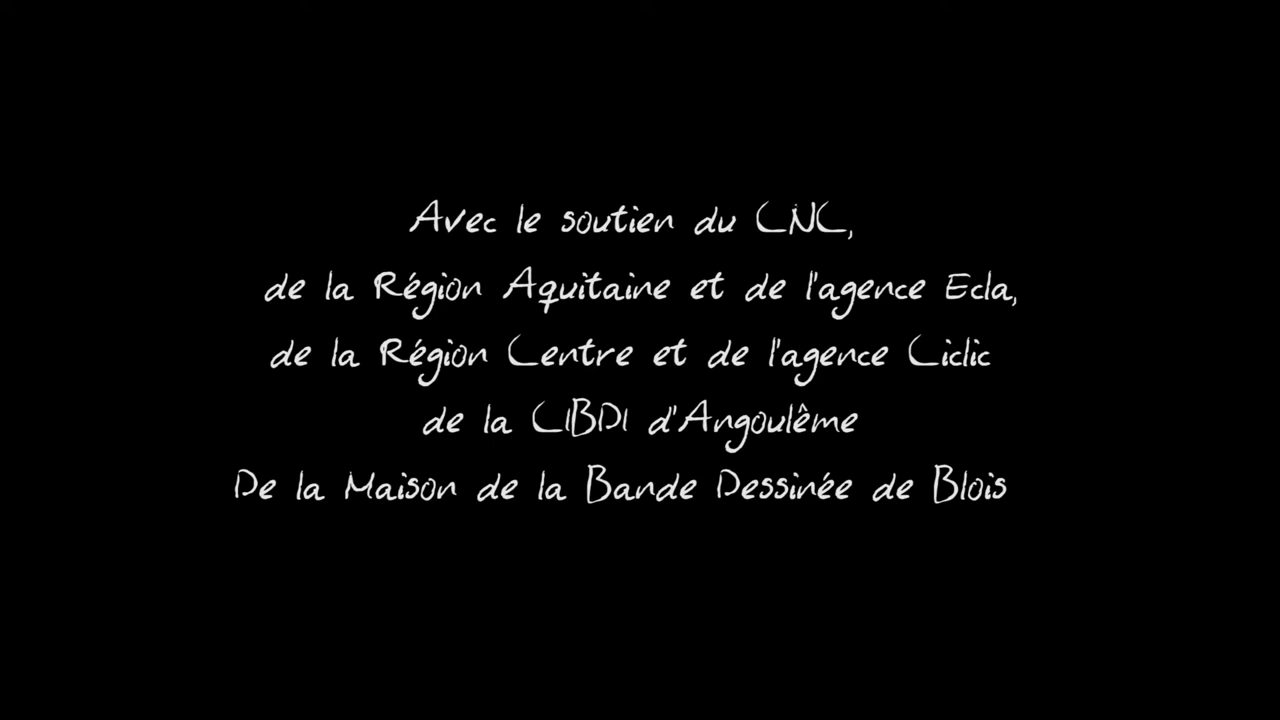 Avec le soutien du CNC,
de la Région Aquitaine et de l'agence Ecla,
de la Région Centre et de l'agence Ciclic
de la CIBDI d'Angoulême
De la Maison de la Bande Dessinée de Blois